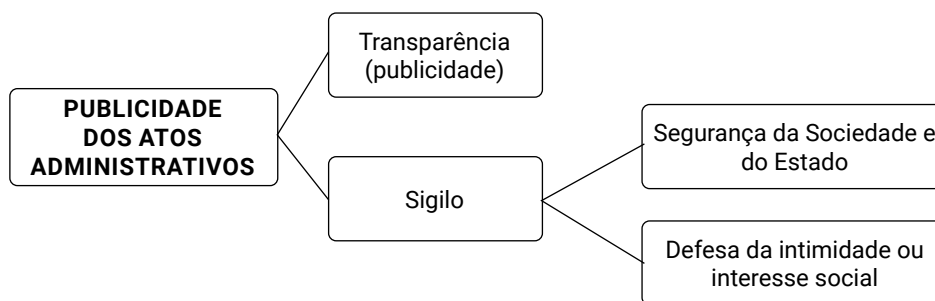 PUBLICIDADE
DOS ATOS
ADMINISTRATIVOS
Transparência
(publicidade)
Sigilo
Segurança da Sociedade e
do Estado
Defesa da intimidade ou
interesse social